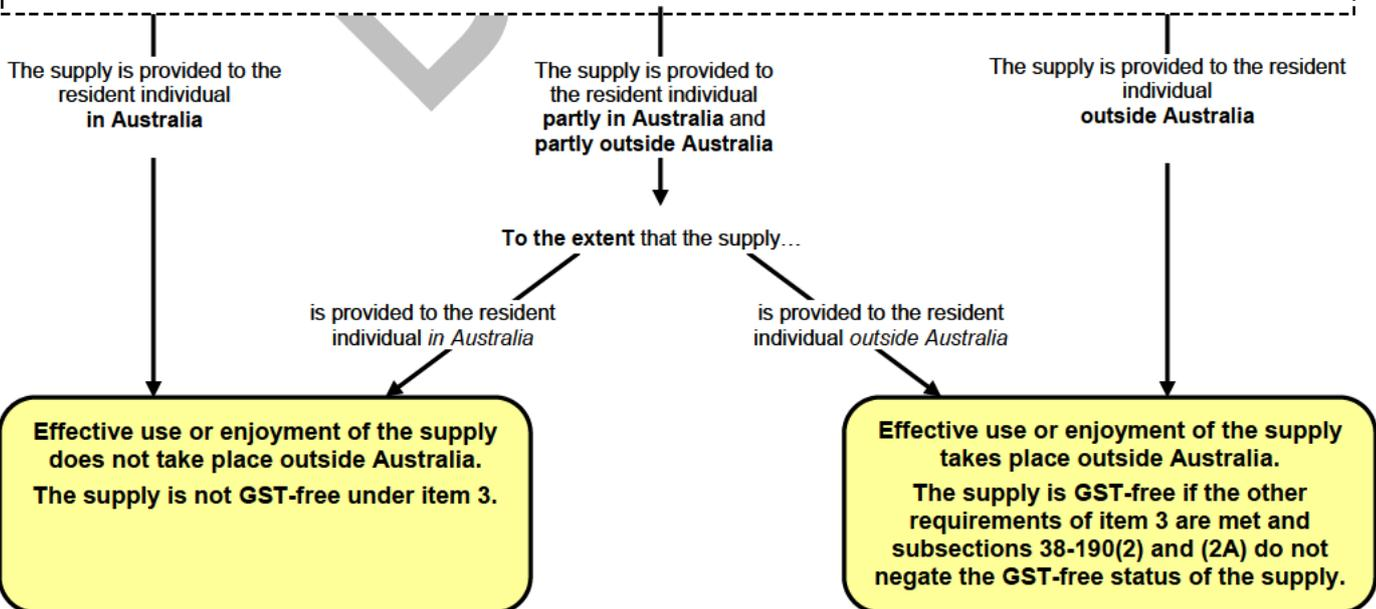 The supply is provided to the
resident individual
in Australia
The supply is provided to
the resident individual
partly in Australia and
partly outside Australia
The supply is provided to the resident
individual
outside Australia
To the extent that the supply…
is provided to the resident
individual in Australia
is provided to the resident
individual outside Australia
Effective use or enjoyment of the supply
does not take place outside Australia.
The supply is not GST-free under item 3.
Effective use or enjoyment of the supply
takes place outside Australia.
The supply is GST-free if the other
requirements of item 3 are met and
subsections 38-190(2) and (2A) do not
negate the GST-free status of the supply.